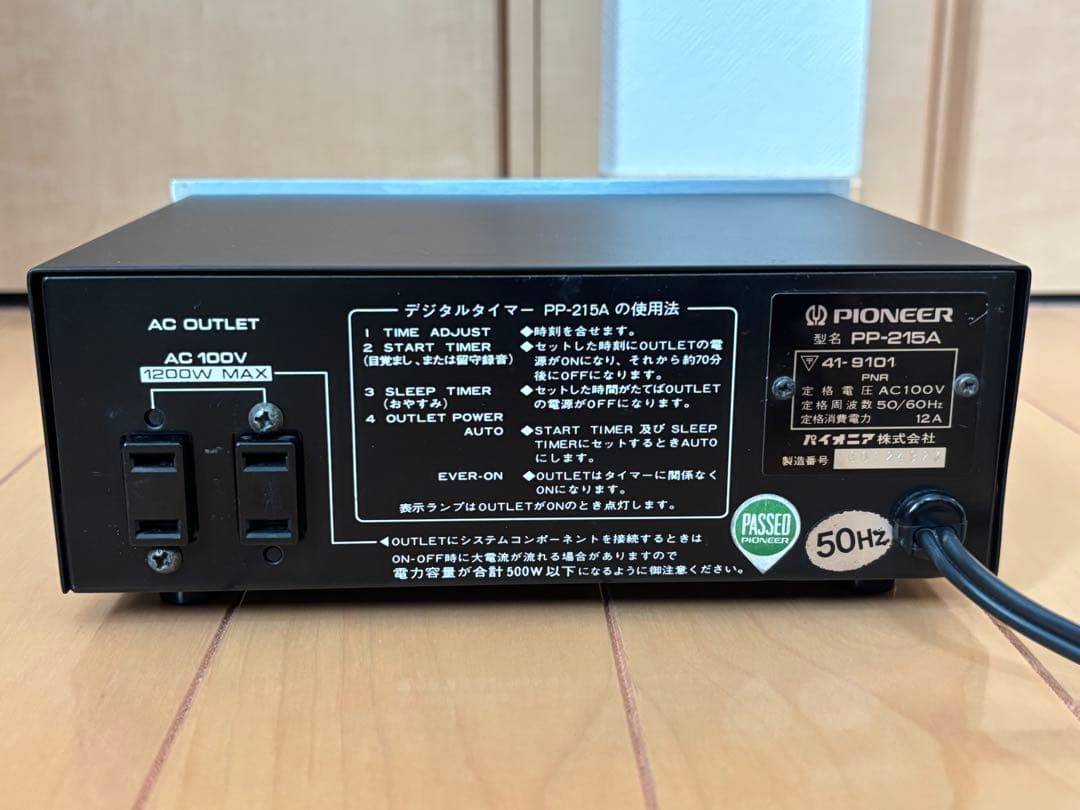 AC OUTLET
AC 100V
1200W MAX
デジタルタイマー PP-215A の使用法
1 TIME ADJUST ◆時刻を合せます。
2 START TIMER ◆セットした時刻にOUTLETの電
(目覚まし、または留守録音) 源がONになり、それから約70分
後にOFFになります。
3 SLEEP TIMER ◆セットした時間がたてばOUTLET
(おやすみ) の電源がOFFになります。
4 OUTLET POWER
AUTO ◆START TIMER 及び SLEEP
TIMERにセットするときAUTO
にします。
EVER-ON ◆OUTLETはタイマーに関係なく
ONになります。
表示ランプはOUTLETがONのとき点灯します。
◀OUTLETにシステムコンポーネントを接続するときは
ON-OFF時に大電流が流れる場合がありますので
電力容量が合計500W以下になるように御注意ください。
PIONEER
型名 PP-215A
〒 41-9101
PNR
定格電圧 AC100V
定格周波数 50/60Hz
定格消費電力 12A
パイオニア株式会社
製造番号
PASSED
PIONEER
50Hz